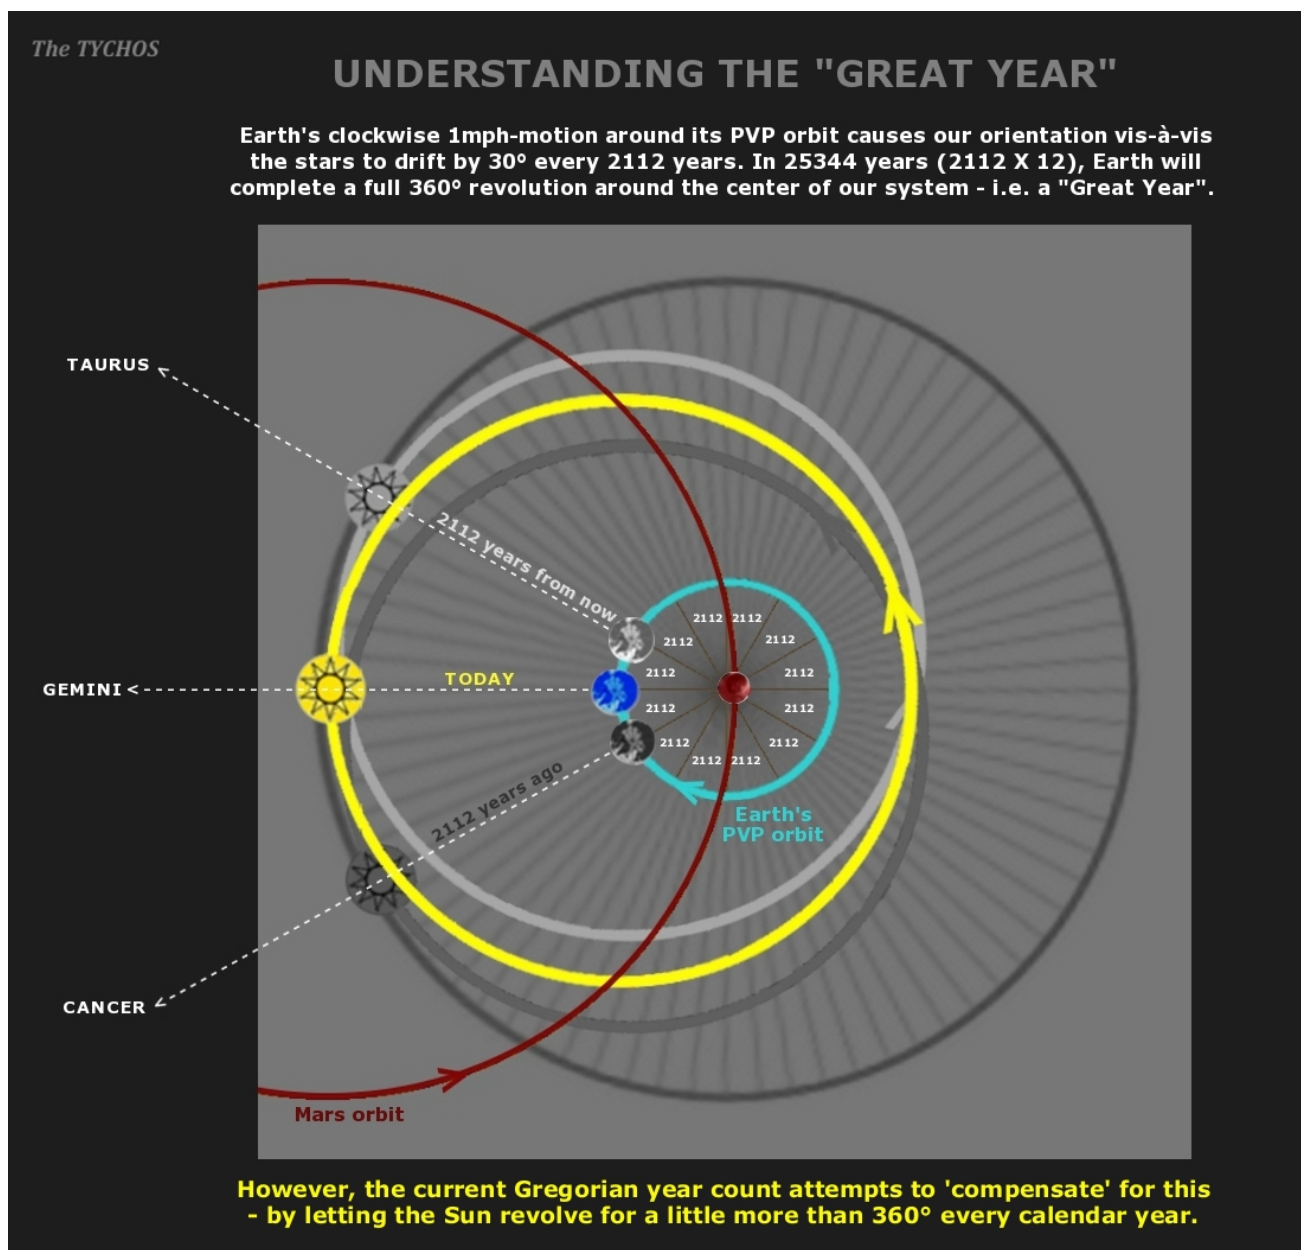 The TYCHOS
UNDERSTANDING THE "GREAT YEAR"
Earth's clockwise 1mph-motion around its PVP orbit causes our orientation vis-à-vis
the stars to drift by 30° every 2112 years. In 25344 years (2112 X 12), Earth will
complete a full 360° revolution around the center of our system - i.e. a "Great Year".
TAURUS
2112 years from now
2112 2112
2112 2112
2112 2112
GEMINI
TODAY
2112 2112
2112 2112
2112 2112
2112 years ago
Earth's
PVP orbit
CANCER
Mars orbit
However, the current Gregorian year count attempts to 'compensate' for this
- by letting the Sun revolve for a little more than 360° every calendar year.